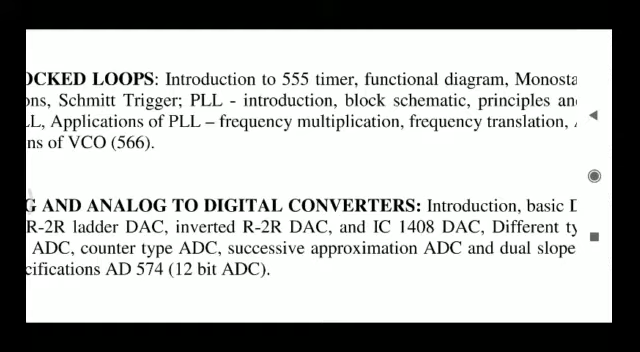 OCKED LOOPS: Introduction to 555 timer, functional diagram, Monosta
ons, Schmitt Trigger; PLL - introduction, block schematic, principles and
LL, Applications of PLL – frequency multiplication, frequency translation,
ns of VCO (566).
G AND ANALOG TO DIGITAL CONVERTERS: Introduction, basic D
R-2R ladder DAC, inverted R-2R DAC, and IC 1408 DAC, Different ty
ADC, counter type ADC, successive approximation ADC and dual slope
cifications AD 574 (12 bit ADC).